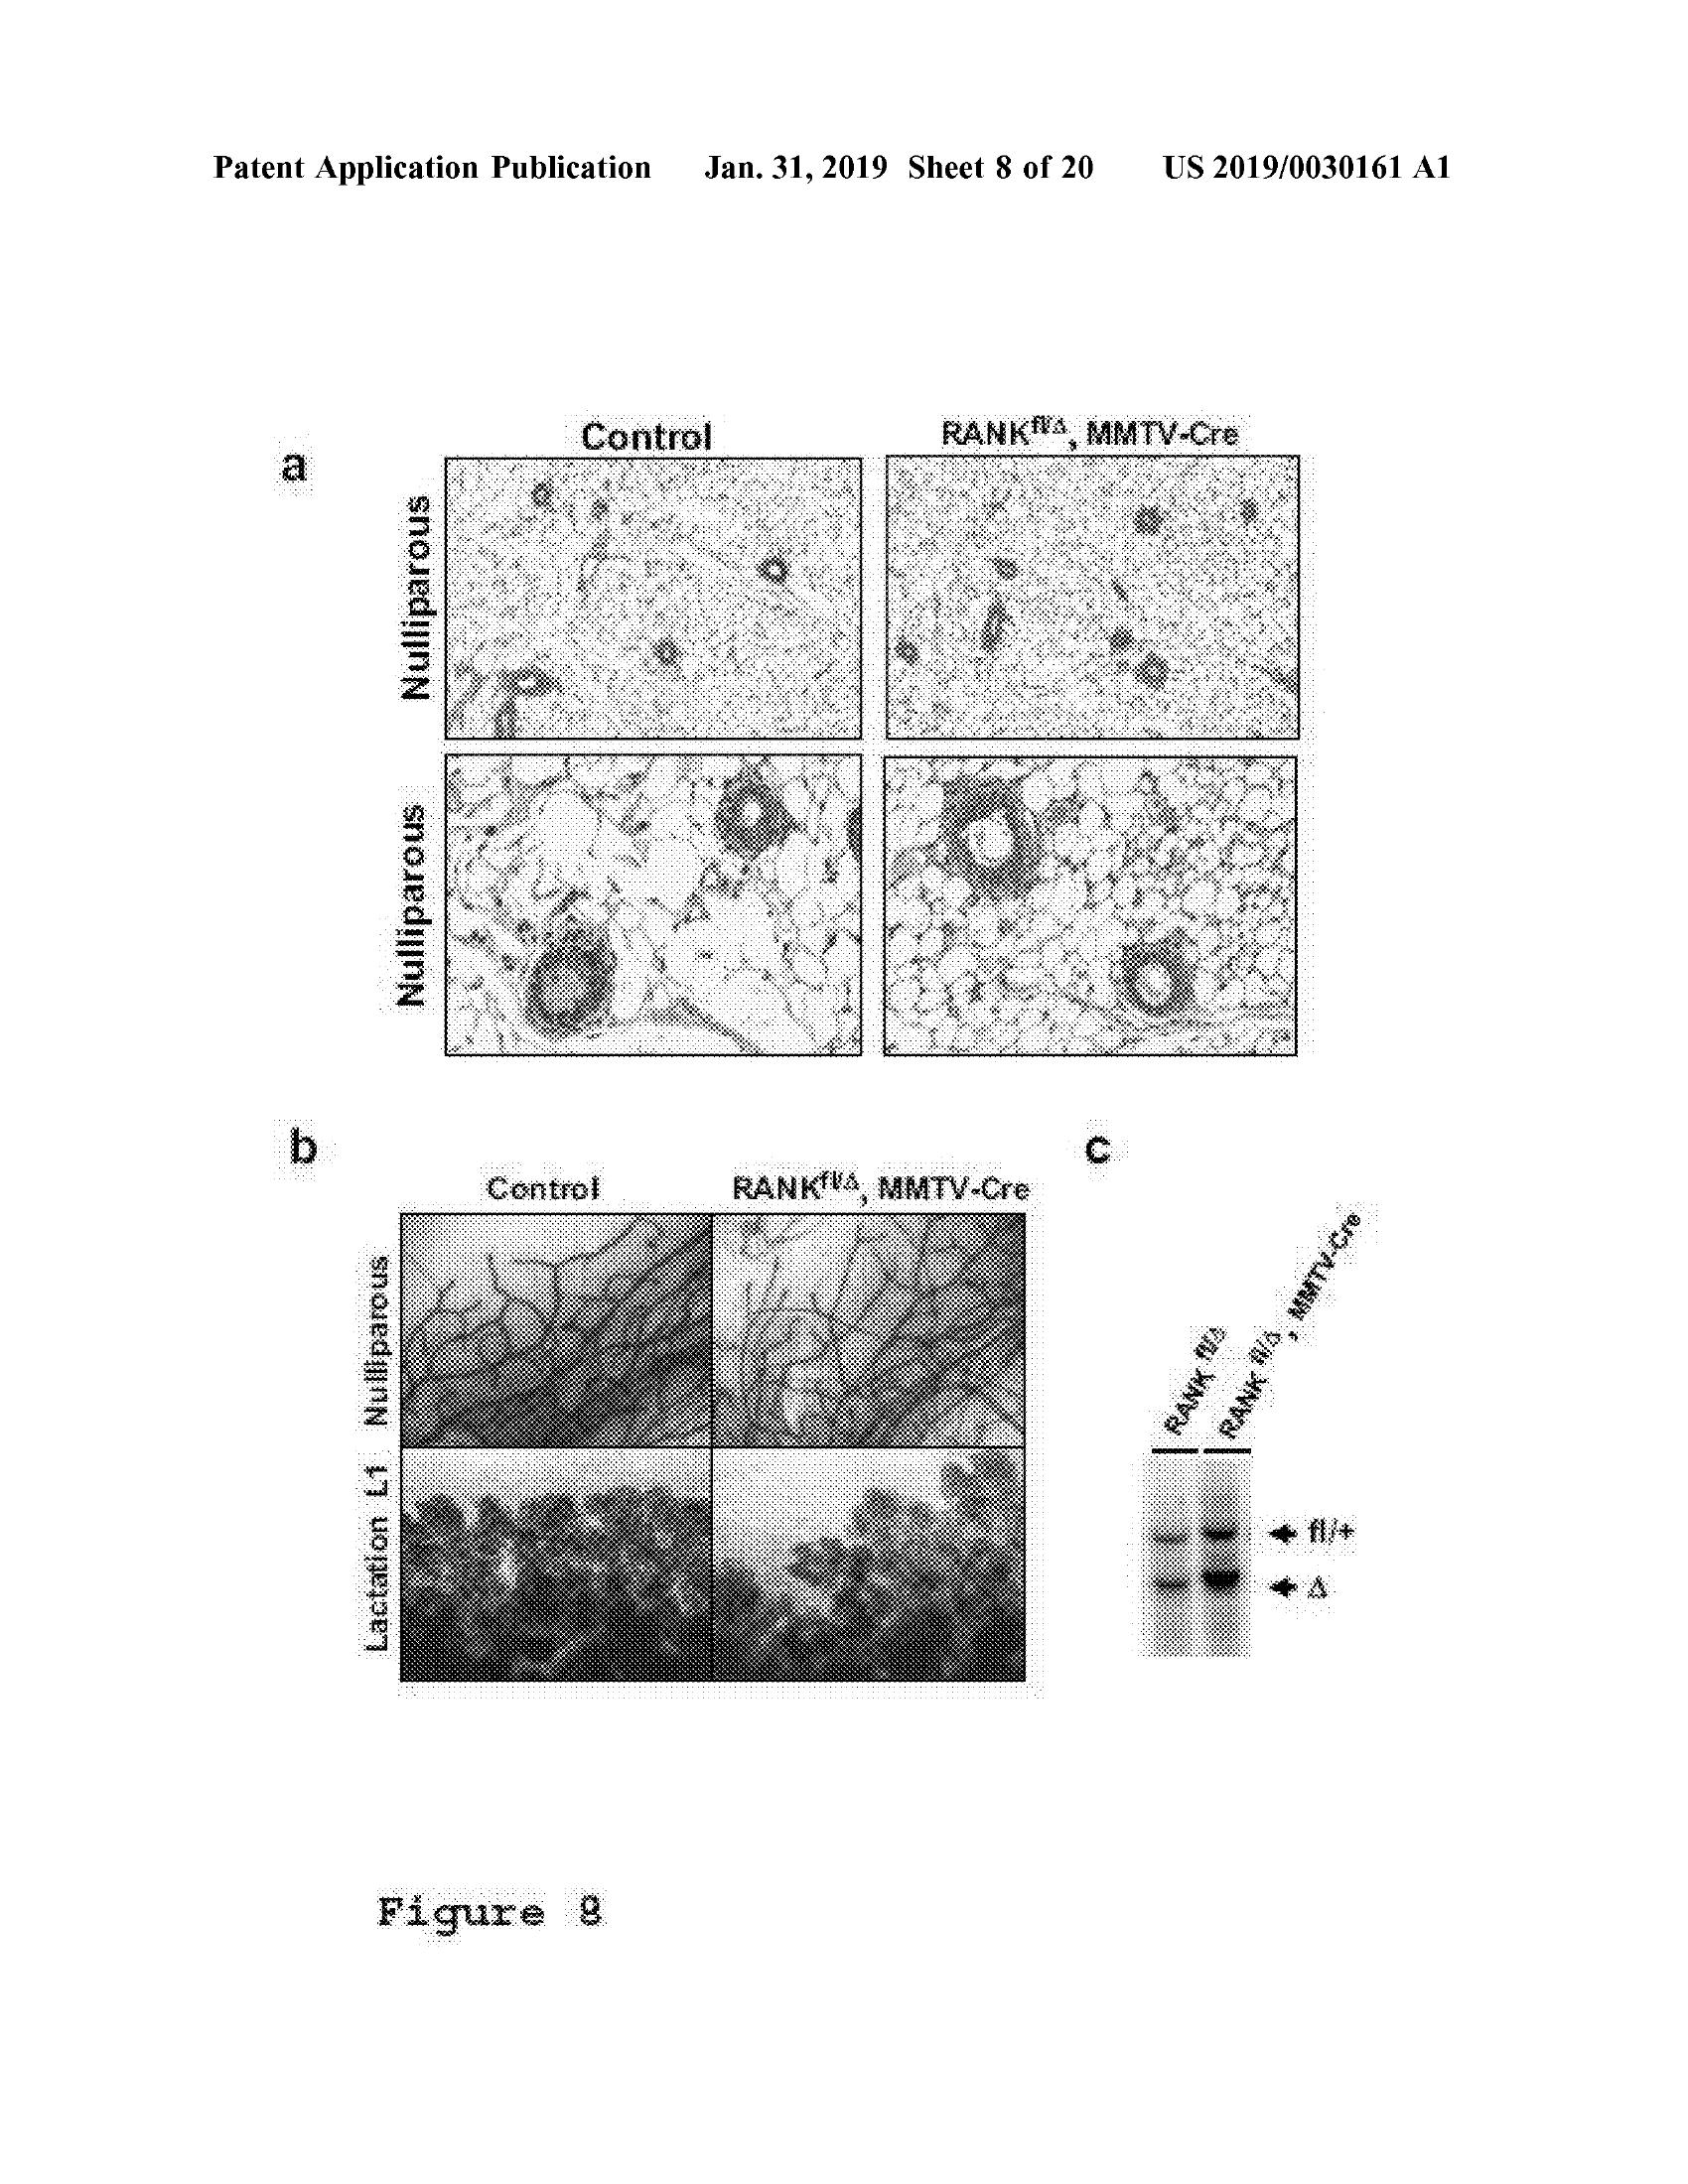 Patent Application Publication Jan. 31, 2019 Sheet 8 of 20 US 2019/0030161 A1
a
Control RANKfl/Δ, MMTV-Cre
Nulliparous
Nulliparous
b
Control RANKfl/Δ, MMTV-Cre
Nulliparous
Lactation L1
c
RANK fl/Δ
RANK fl/Δ, MMTV-Cre
fl/+
Δ
Figure 8